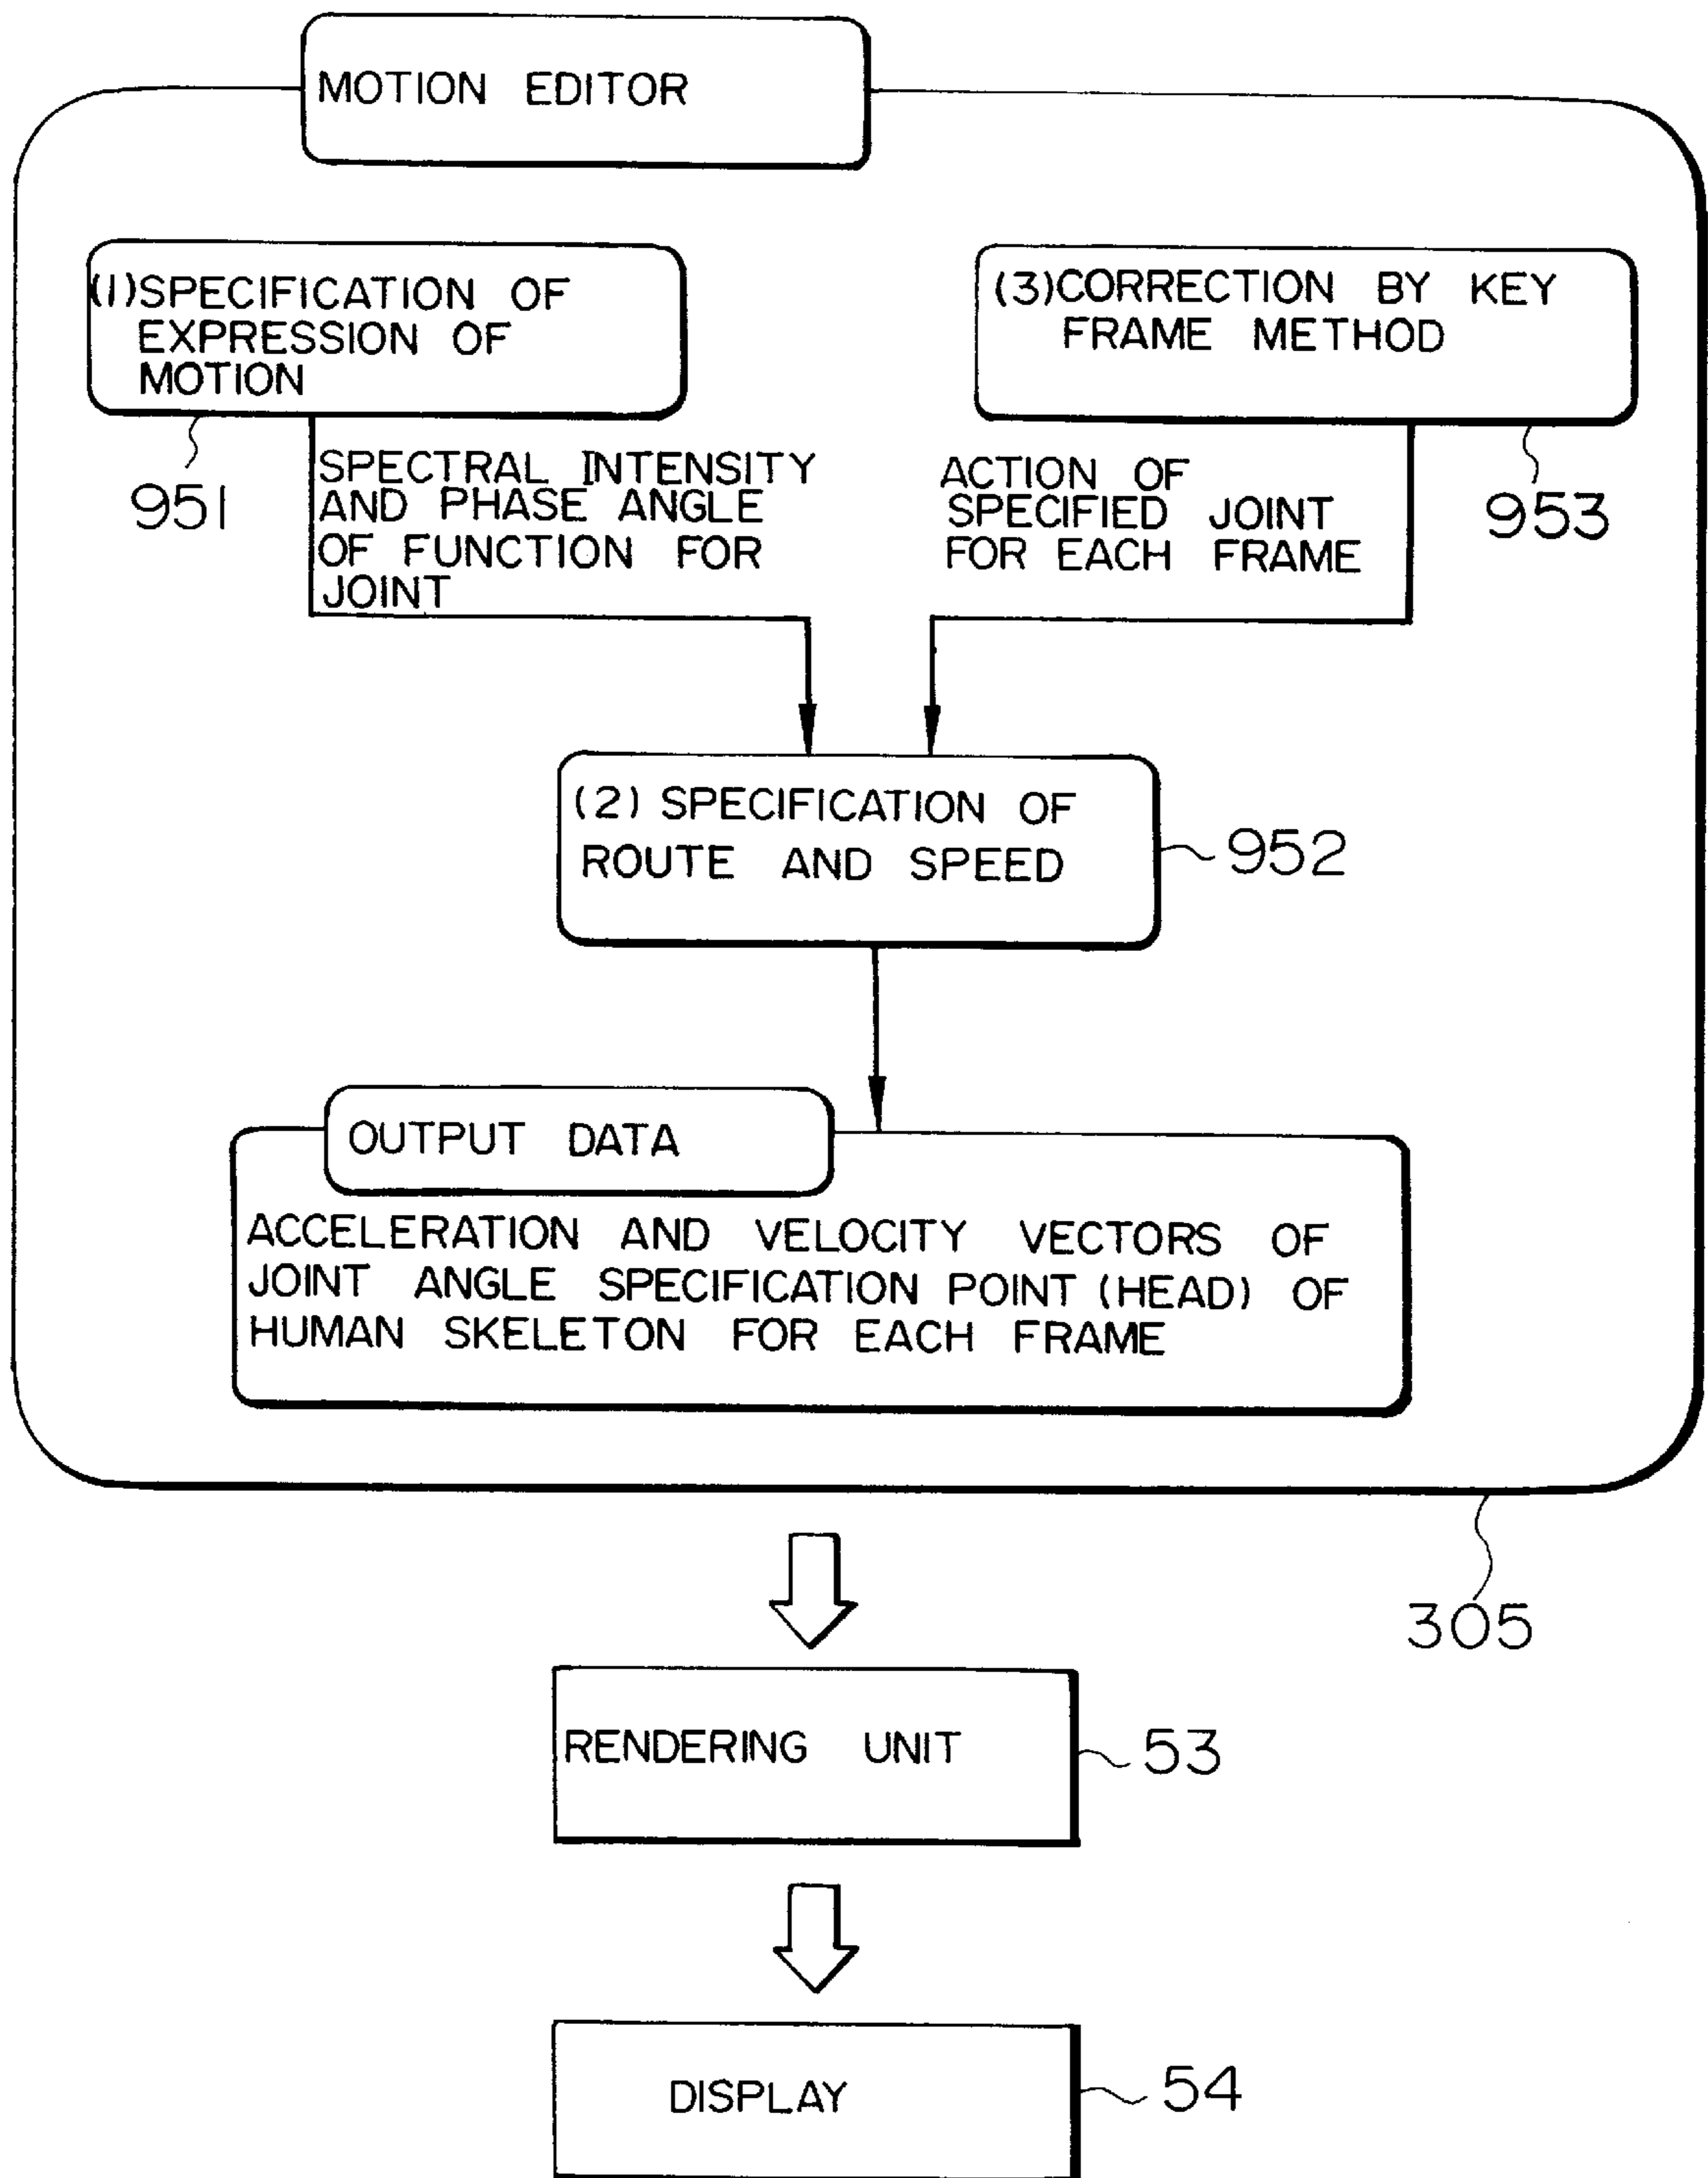 MOTION EDITOR
(1)SPECIFICATION OF
EXPRESSION OF
MOTION
(3)CORRECTION BY KEY
FRAME METHOD
951
SPECTRAL INTENSITY
AND PHASE ANGLE
OF FUNCTION FOR
JOINT
ACTION OF
SPECIFIED JOINT
FOR EACH FRAME
953
(2) SPECIFICATION OF
ROUTE AND SPEED
952
OUTPUT DATA
ACCELERATION AND VELOCITY VECTORS OF
JOINT ANGLE SPECIFICATION POINT (HEAD) OF
HUMAN SKELETON FOR EACH FRAME
305
RENDERING UNIT
53
DISPLAY
54